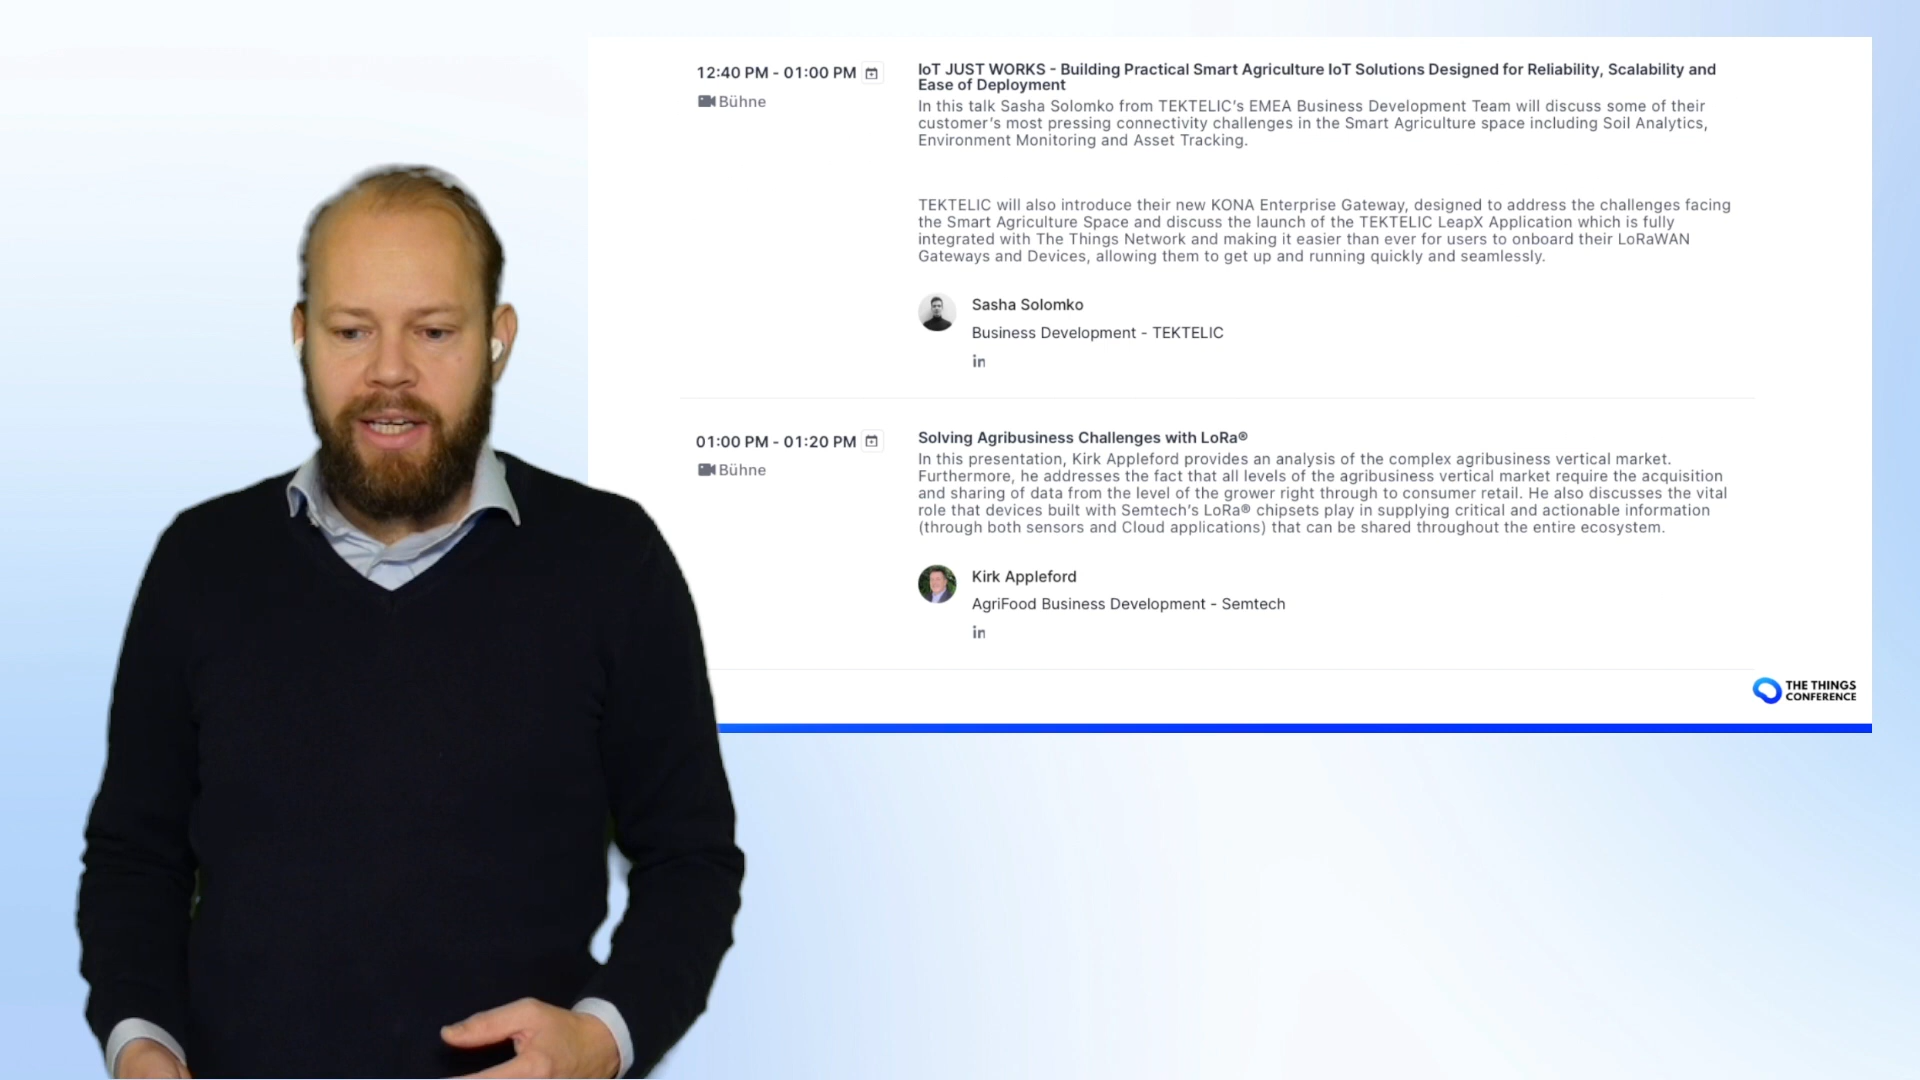 12:40 PM - 01:00 PM
Bühne
IoT JUST WORKS - Building Practical Smart Agriculture IoT Solutions Designed for Reliability, Scalability and
Ease of Deployment
In this talk Sasha Solomko from TEKTELIC's EMEA Business Development Team will discuss some of their
customer's most pressing connectivity challenges in the Smart Agriculture space including Soil Analytics,
Environment Monitoring and Asset Tracking.
TEKTELIC will also introduce their new KONA Enterprise Gateway, designed to address the challenges facing
the Smart Agriculture Space and discuss the launch of the TEKTELIC LeapX Application which is fully
integrated with The Things Network and making it easier than ever for users to onboard their LoRaWAN
Gateways and Devices, allowing them to get up and running quickly and seamlessly.
Sasha Solomko
Business Development - TEKTELIC
in
01:00 PM - 01:20 PM
Bühne
Solving Agribusiness Challenges with LoRa®
In this presentation, Kirk Appleford provides an analysis of the complex agribusiness vertical market.
Furthermore, he addresses the fact that all levels of the agribusiness vertical market require the acquisition
and sharing of data from the level of the grower right through to consumer retail. He also discusses the vital
role that devices built with Semtech's LoRa® chipsets play in supplying critical and actionable information
(through both sensors and Cloud applications) that can be shared throughout the entire ecosystem.
Kirk Appleford
AgriFood Business Development - Semtech
in
THE THINGS
CONFERENCE